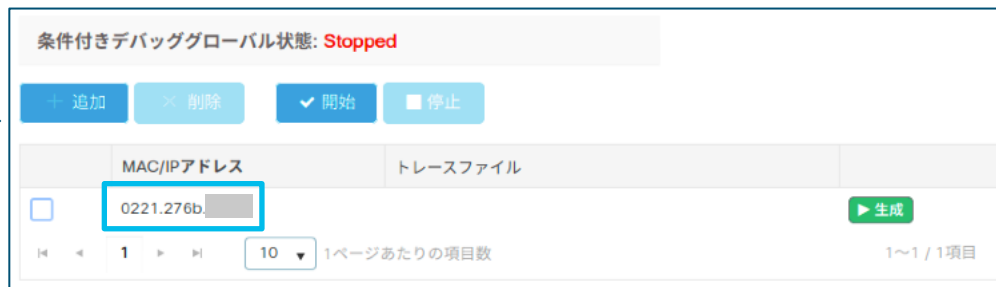 条件付きデバッググローバル状態: Stopped
+ 追加 × 削除 ✔ 開始 ■ 停止
MAC/IPアドレス トレースファイル
0221.276b. ▶ 生成
1 10 1ページあたりの項目数 1～1 / 1項目